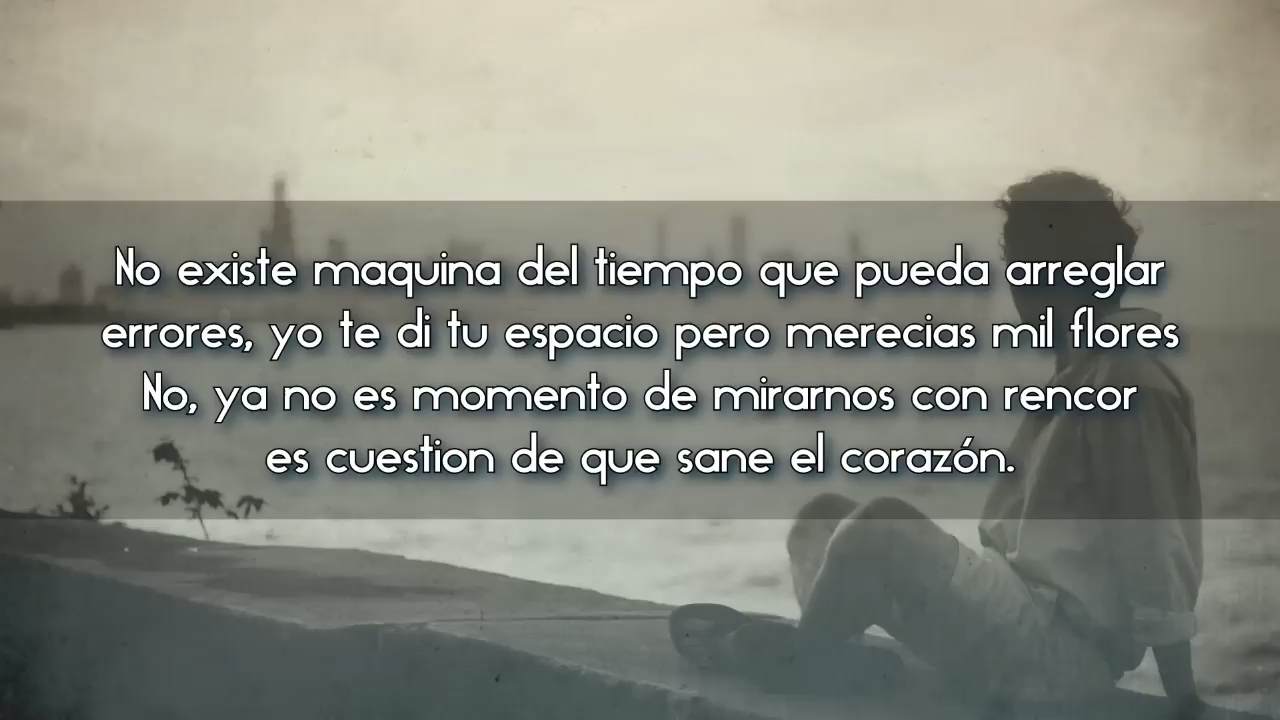 No existe maquina del tiempo que pueda arreglar
errores, yo te di tu espacio pero merecias mil flores
No, ya no es momento de mirarnos con rencor
es cuestion de que sane el corazón.